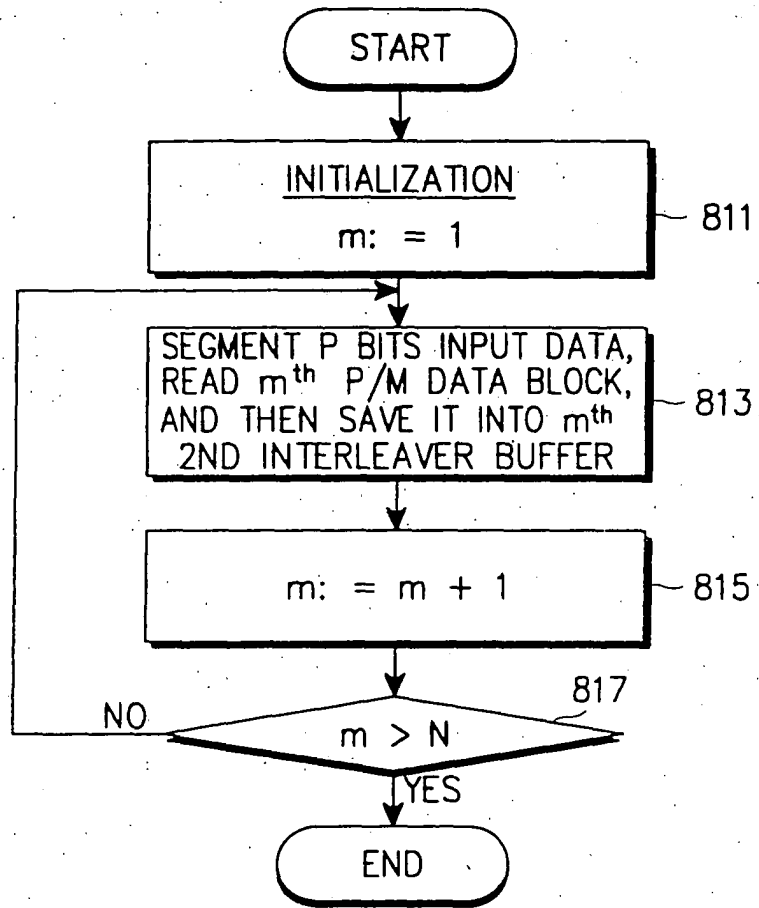 START
INITIALIZATION
m: = 1
811
SEGMENT P BITS INPUT DATA,
READ mth P/M DATA BLOCK,
AND THEN SAVE IT INTO mth
2ND INTERLEAVER BUFFER
813
m: = m + 1
815
817
NO
m > N
YES
END